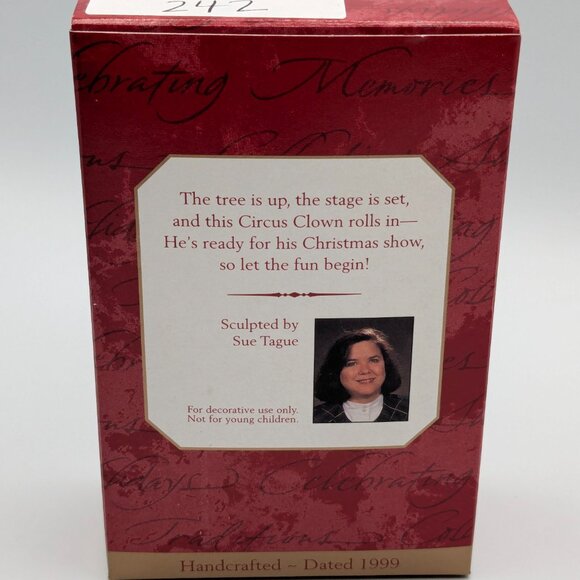 242
Celebrating Memories
The tree is up, the stage is set,
and this Circus Clown rolls in—
He's ready for his Christmas show,
so let the fun begin!
Sculpted by
Sue Tague
For decorative use only.
Not for young children.
Celebrating
Traditions
Handcrafted ~ Dated 1999